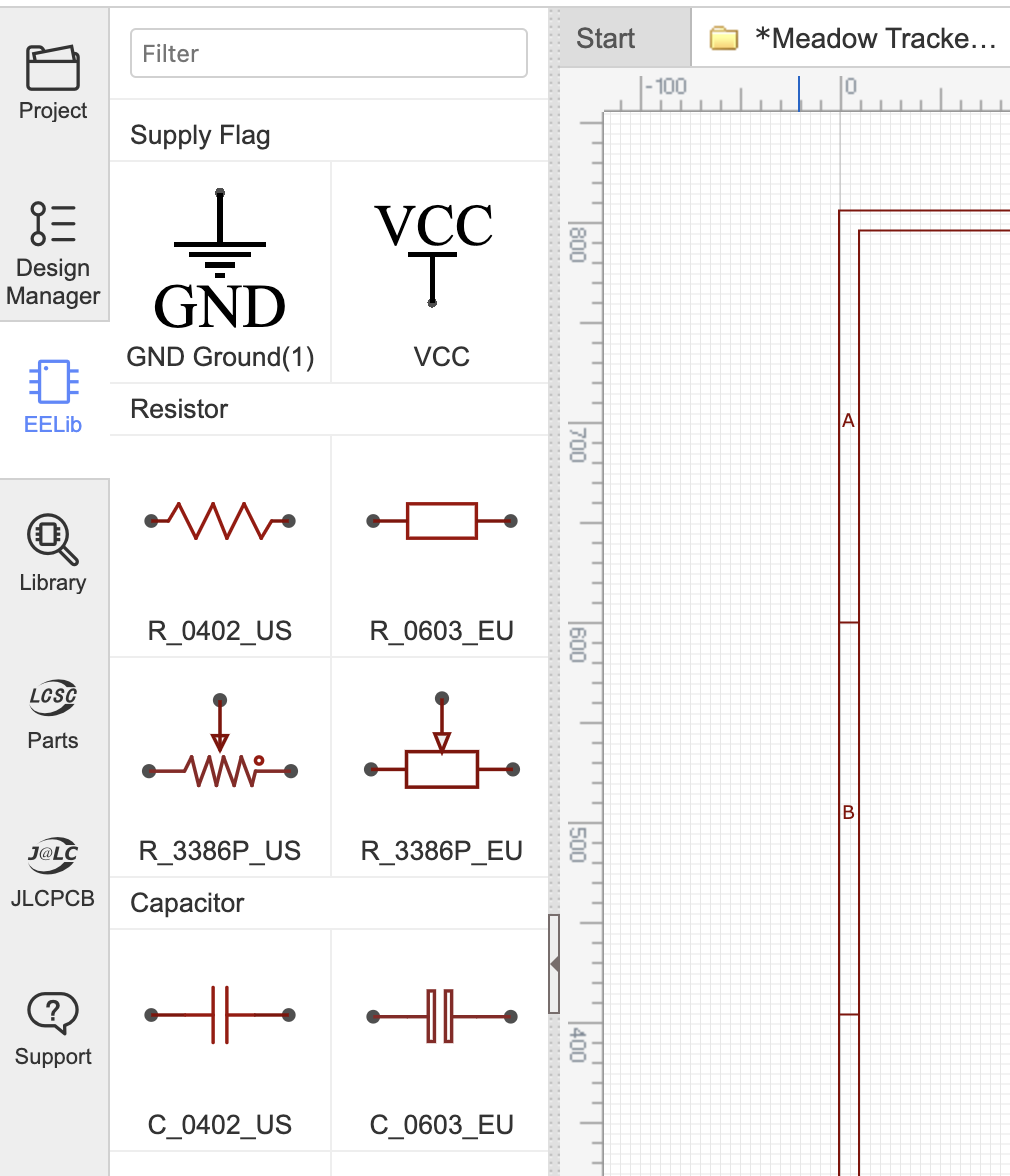 Project
Design
Manager
EELib
Library
LCSC
Parts
J@LC
JLCPCB
?
Support
Filter
Supply Flag
GND
VCC
GND Ground(1)
VCC
Resistor
R_0402_US
R_0603_EU
R_3386P_US
R_3386P_EU
Capacitor
C_0402_US
C_0603_EU
Start
*Meadow Tracke...
-100
0
800
700
600
500
400
A
B